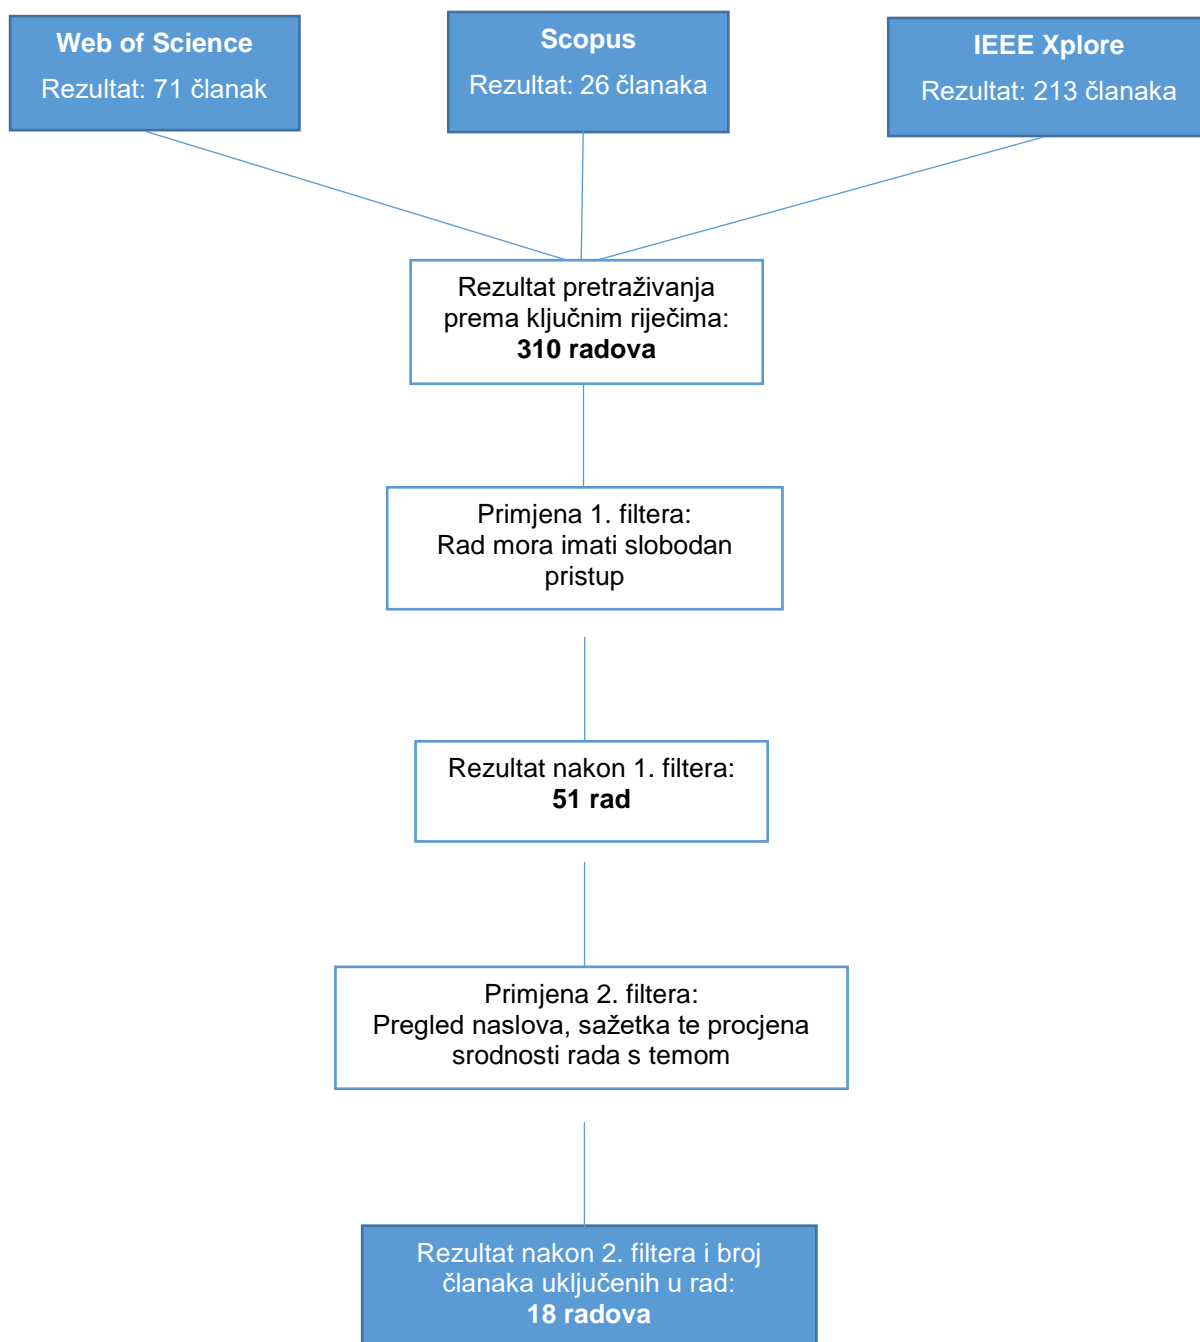 Web of Science
Rezultat: 71 članak
Scopus
Rezultat: 26 članaka
IEEE Xplore
Rezultat: 213 članaka
Rezultat pretraživanja
prema ključnim riječima:
310 radova
Primjena 1. filtera:
Rad mora imati slobodan
pristup
Rezultat nakon 1. filtera:
51 rad
Primjena 2. filtera:
Pregled naslova, sažetka te procjena
srodnosti rada s temom
Rezultat nakon 2. filtera i broj
članaka uključenih u rad:
18 radova